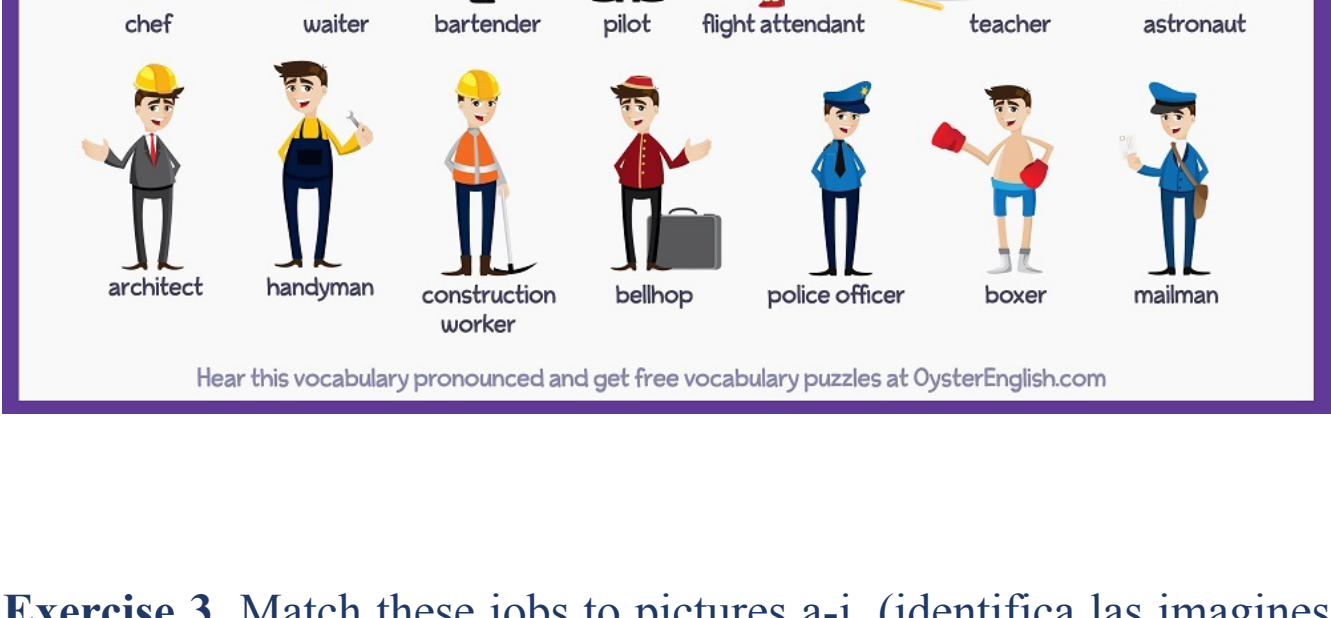 chef waiter bartender pilot flight attendant teacher astronaut
architect handyman construction worker bellhop police officer boxer mailman
Hear this vocabulary pronounced and get free vocabulary puzzles at OysterEnglish.com
Exercise 3. Match these jobs to pictures a-j. (identifica las imagines